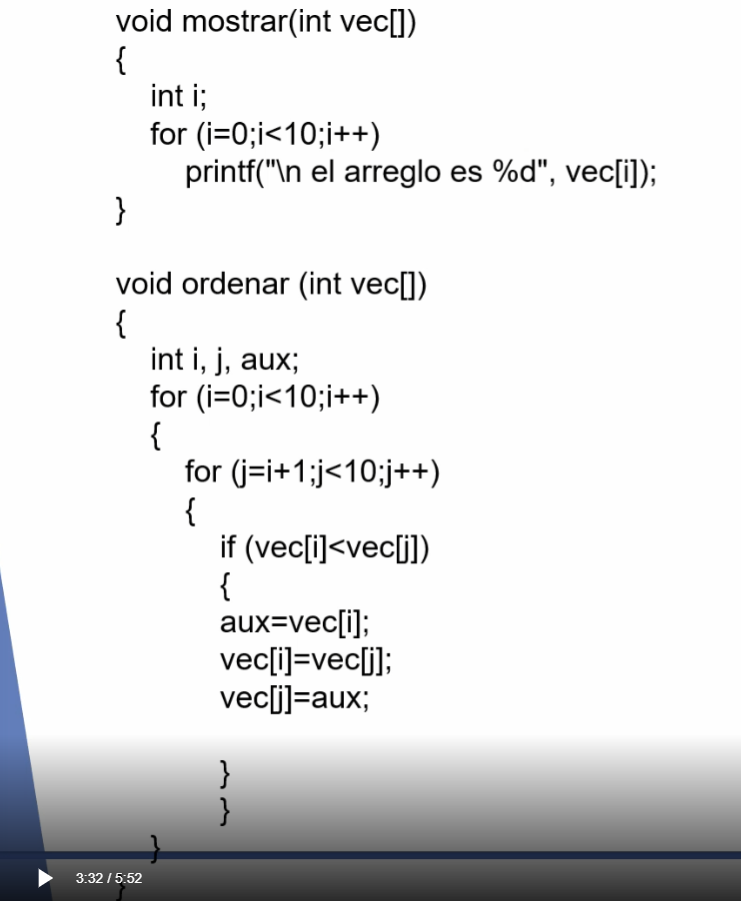 void mostrar(int vec[])
{
int i;
for (i=0;i<10;i++)
printf("\n el arreglo es %d", vec[i]);
}
void ordenar (int vec[])
{
int i, j, aux;
for (i=0;i<10;i++)
{
for (j=i+1;j<10;j++)
{
if (vec[i]<vec[j])
{
aux=vec[i];
vec[i]=vec[j];
vec[j]=aux;
}
}
}
3:32 / 5:52
}